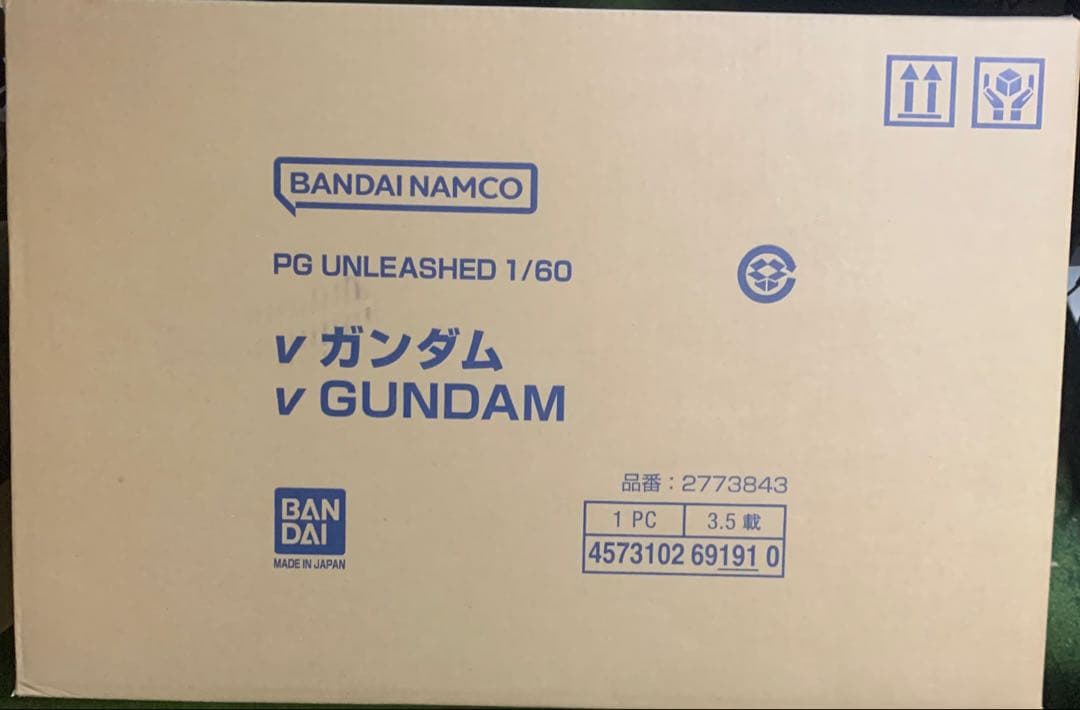 BANDAI NAMCO
PG UNLEASHED 1/60
ν ガンダム
ν GUNDAM
BAN
DAI
MADE IN JAPAN
品番：2773843
1 PC 3.5 載
4573102 69191 0